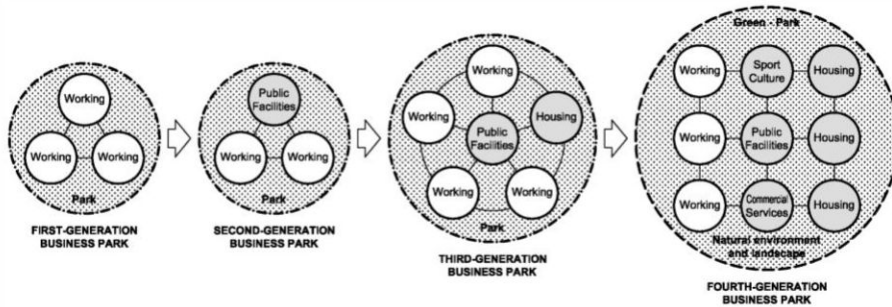 Working
Working
Working
Park
FIRST-GENERATION
BUSINESS PARK
Public
Facilities
Working
Working
Park
SECOND-GENERATION
BUSINESS PARK
Working
Working
Housing
Public
Facilities
Working
Working
Park
THIRD-GENERATION
BUSINESS PARK
Green - Park
Working
Sport
Culture
Housing
Working
Public
Facilities
Housing
Working
Commercial
Services
Housing
Natural environment
and landscape
FOURTH-GENERATION
BUSINESS PARK